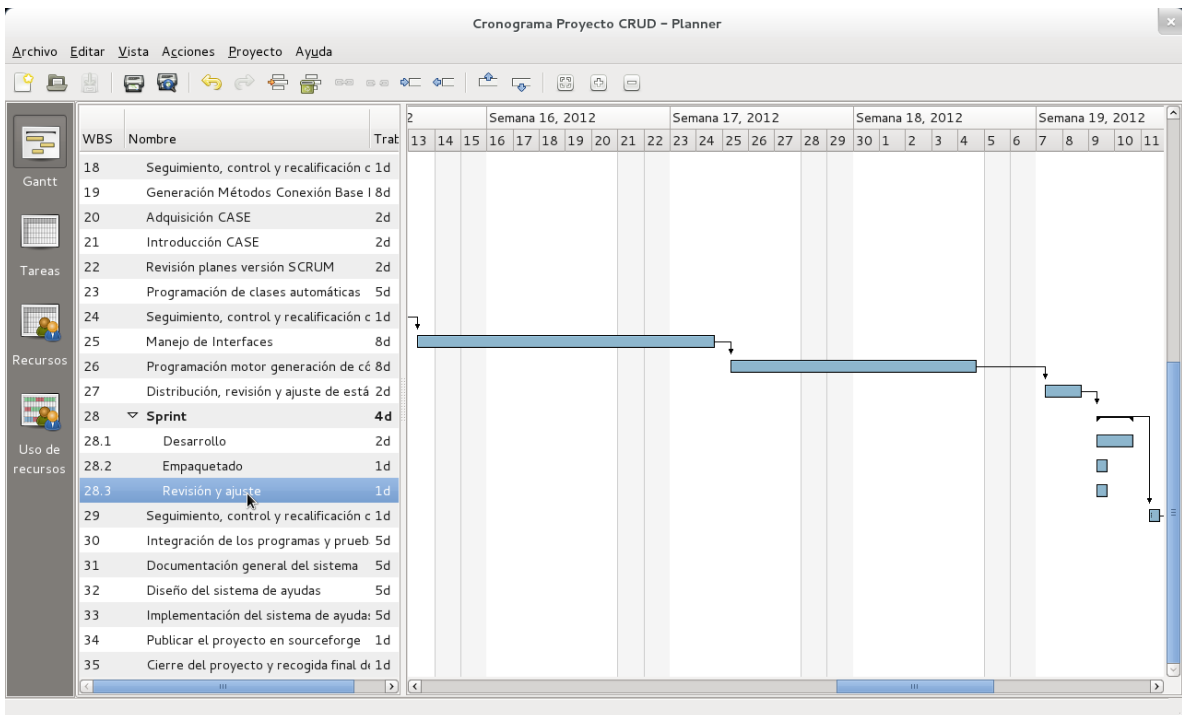 Cronograma Proyecto CRUD – Planner
Archivo Editar Vista Acciones Proyecto Ayuda
Gantt
Tareas
Recursos
Uso de
recursos
WBS Nombre Trab
18 Seguimiento, control y recalificación c 1d
19 Generación Métodos Conexión Base 8d
20 Adquisición CASE 2d
21 Introducción CASE 2d
22 Revisión planes versión SCRUM 2d
23 Programación de clases automáticas 5d
24 Seguimiento, control y recalificación c 1d
25 Manejo de Interfaces 8d
26 Programación motor generación de có 8d
27 Distribución, revisión y ajuste de está 2d
28 Sprint 4d
28.1 Desarrollo 2d
28.2 Empaquetado 1d
28.3 Revisión y ajuste 1d
29 Seguimiento, control y recalificación c 1d
30 Integración de los programas y prueb 5d
31 Documentación general del sistema 5d
32 Diseño del sistema de ayudas 5d
33 Implementación del sistema de ayuda 5d
34 Publicar el proyecto en sourceforge 1d
35 Cierre del proyecto y recogida final de 1d
2 Semana 16, 2012 Semana 17, 2012 Semana 18, 2012 Semana 19, 2012
13 14 15 16 17 18 19 20 21 22 23 24 25 26 27 28 29 30 1 2 3 4 5 6 7 8 9 10 11